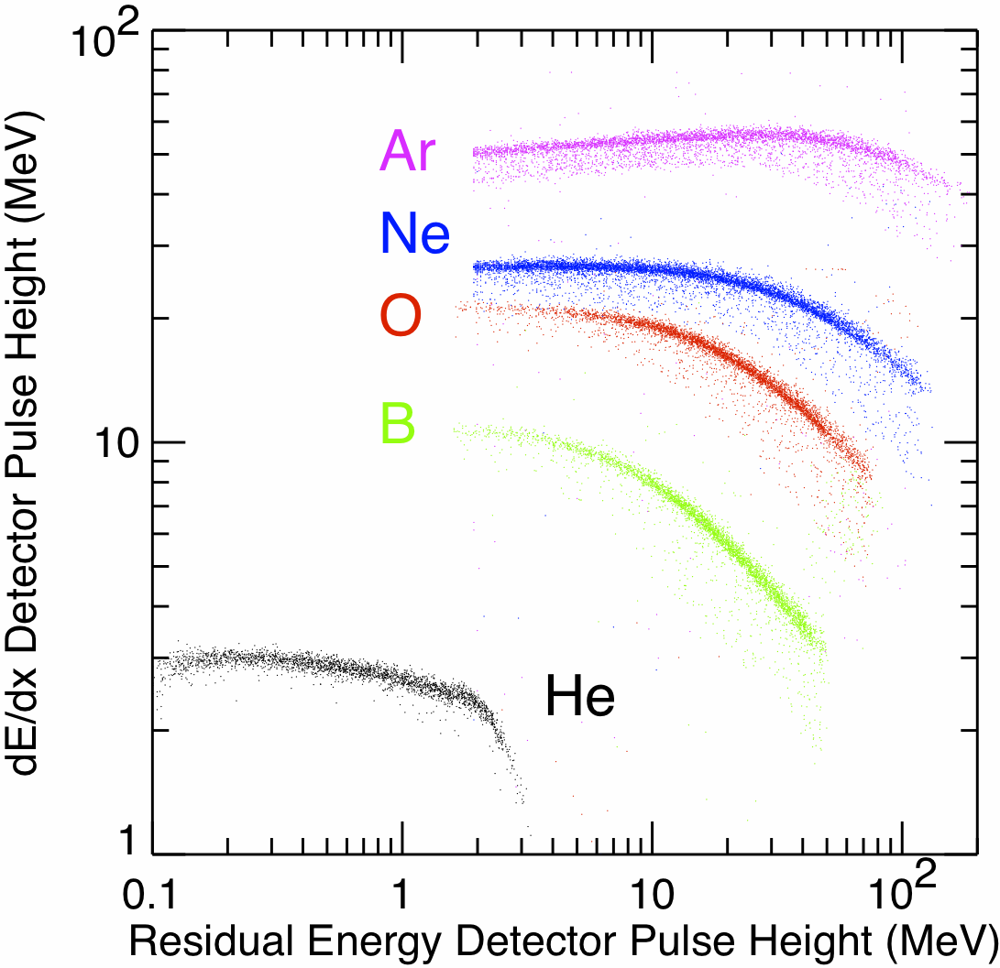 10²
Ar
Ne
O
B
10
He
1
0.1 1 10 10²
Residual Energy Detector Pulse Height (MeV)
dE/dx Detector Pulse Height (MeV)